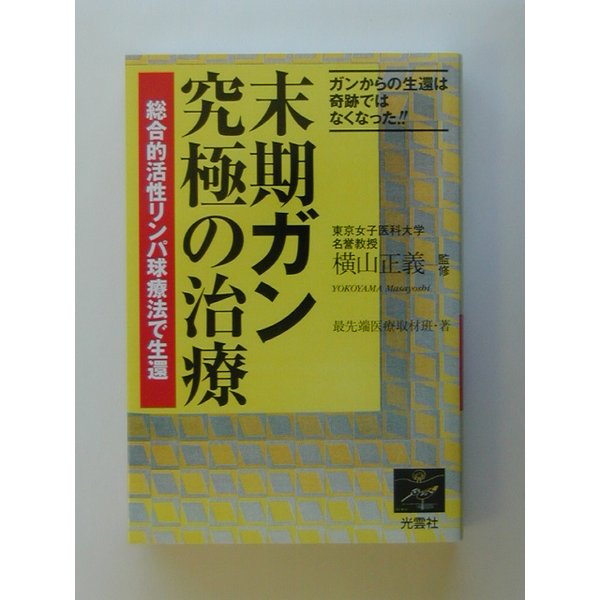 ガンからの生還は
奇跡では
なくなった!!
末期ガン
究極の治療
総合的活性リンパ球療法で生還
東京女子医科大学
名誉教授
横山正義 監修
YOKOYAMA Masayoshi
最先端医療取材班・著
光雲社